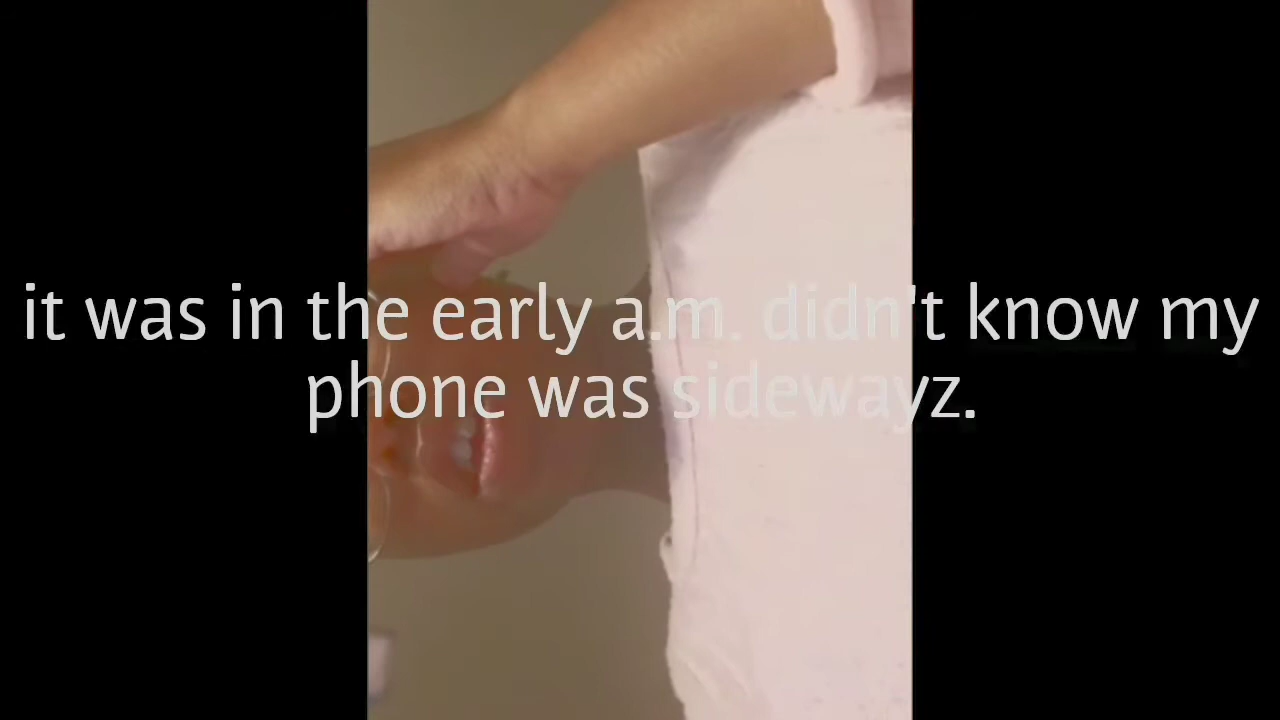 it was in the early a.m. didn't know my
phone was sidewayz.